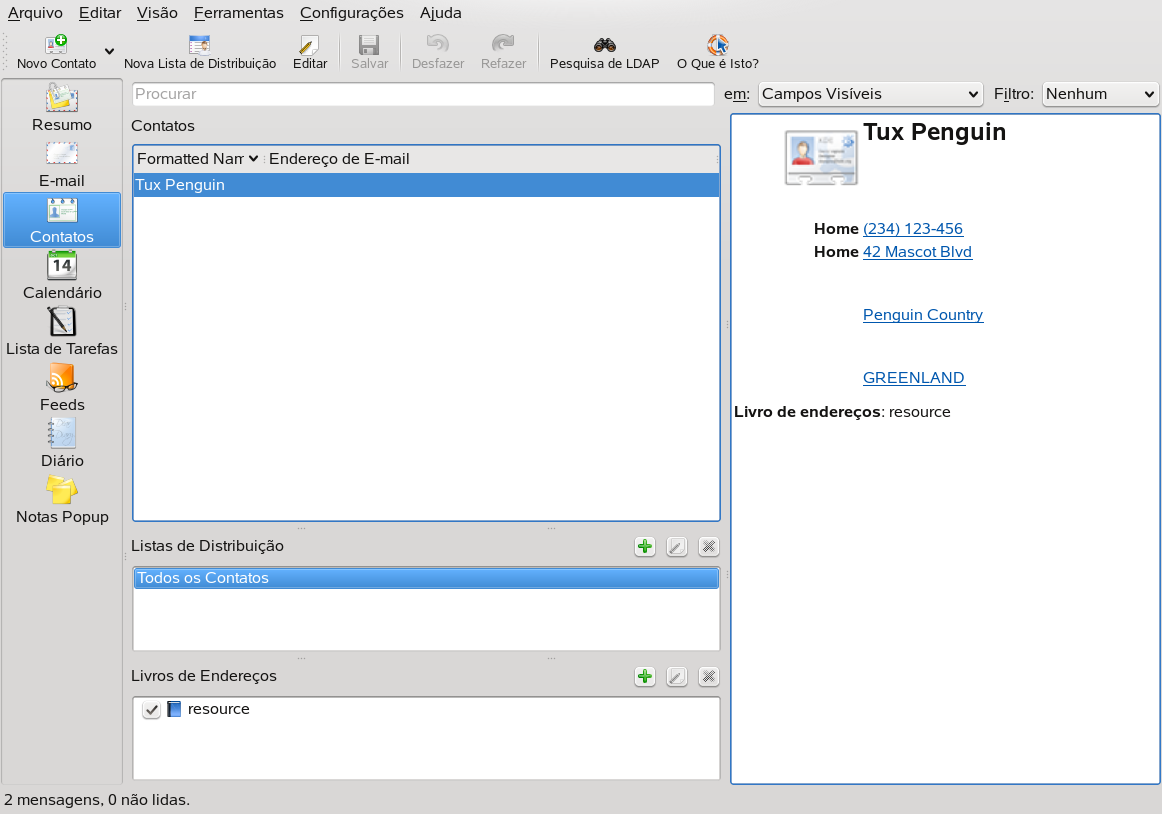 Arquivo Editar Visão Ferramentas Configurações Ajuda
Novo Contato Nova Lista de Distribuição Editar Salvar Desfazer Refazer Pesquisa de LDAP O Que é Isto?
Procurar em: Campos Visíveis Filtro: Nenhum
Resumo
E-mail
Contatos
14
Calendário
Lista de Tarefas
Feeds
Diário
Notas Popup
Contatos
Formatted Nam Endereço de E-mail
Tux Penguin
Listas de Distribuição
Todos os Contatos
Livros de Endereços
resource
Tux Penguin
Home (234) 123-456
Home 42 Mascot Blvd
Penguin Country
GREENLAND
Livro de endereços: resource
2 mensagens, 0 não lidas.